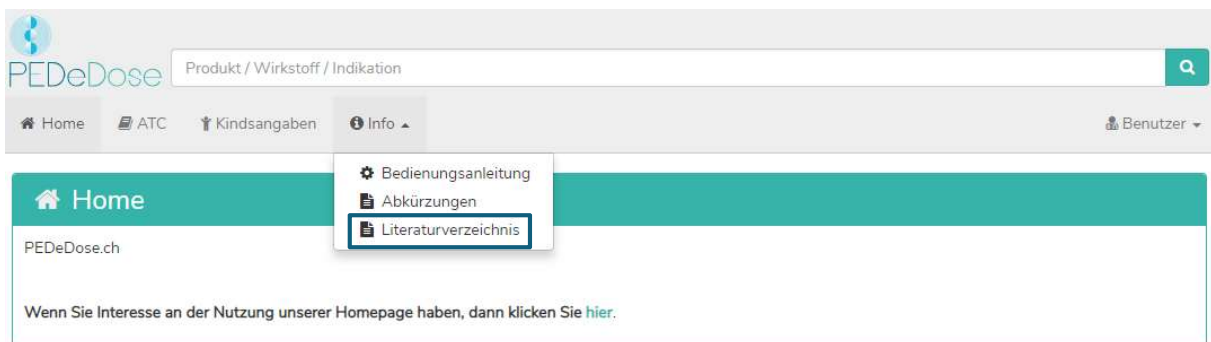 PEDeDose
Produkt / Wirkstoff / Indikation
Home ATC Kindsangaben Info Benutzer
Bedienungsanleitung
Abkürzungen
Literaturverzeichnis
Home
PEDeDose.ch
Wenn Sie Interesse an der Nutzung unserer Homepage haben, dann klicken Sie hier.